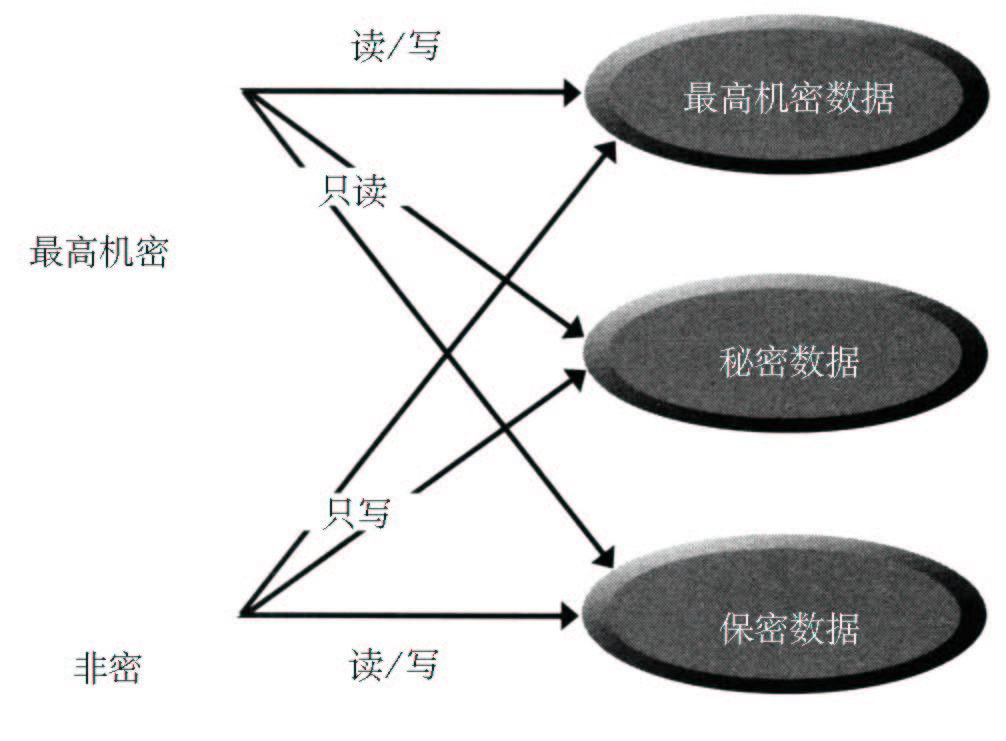 读/写
最高机密数据
只读
最高机密
秘密数据
只写
保密数据
读/写
非密